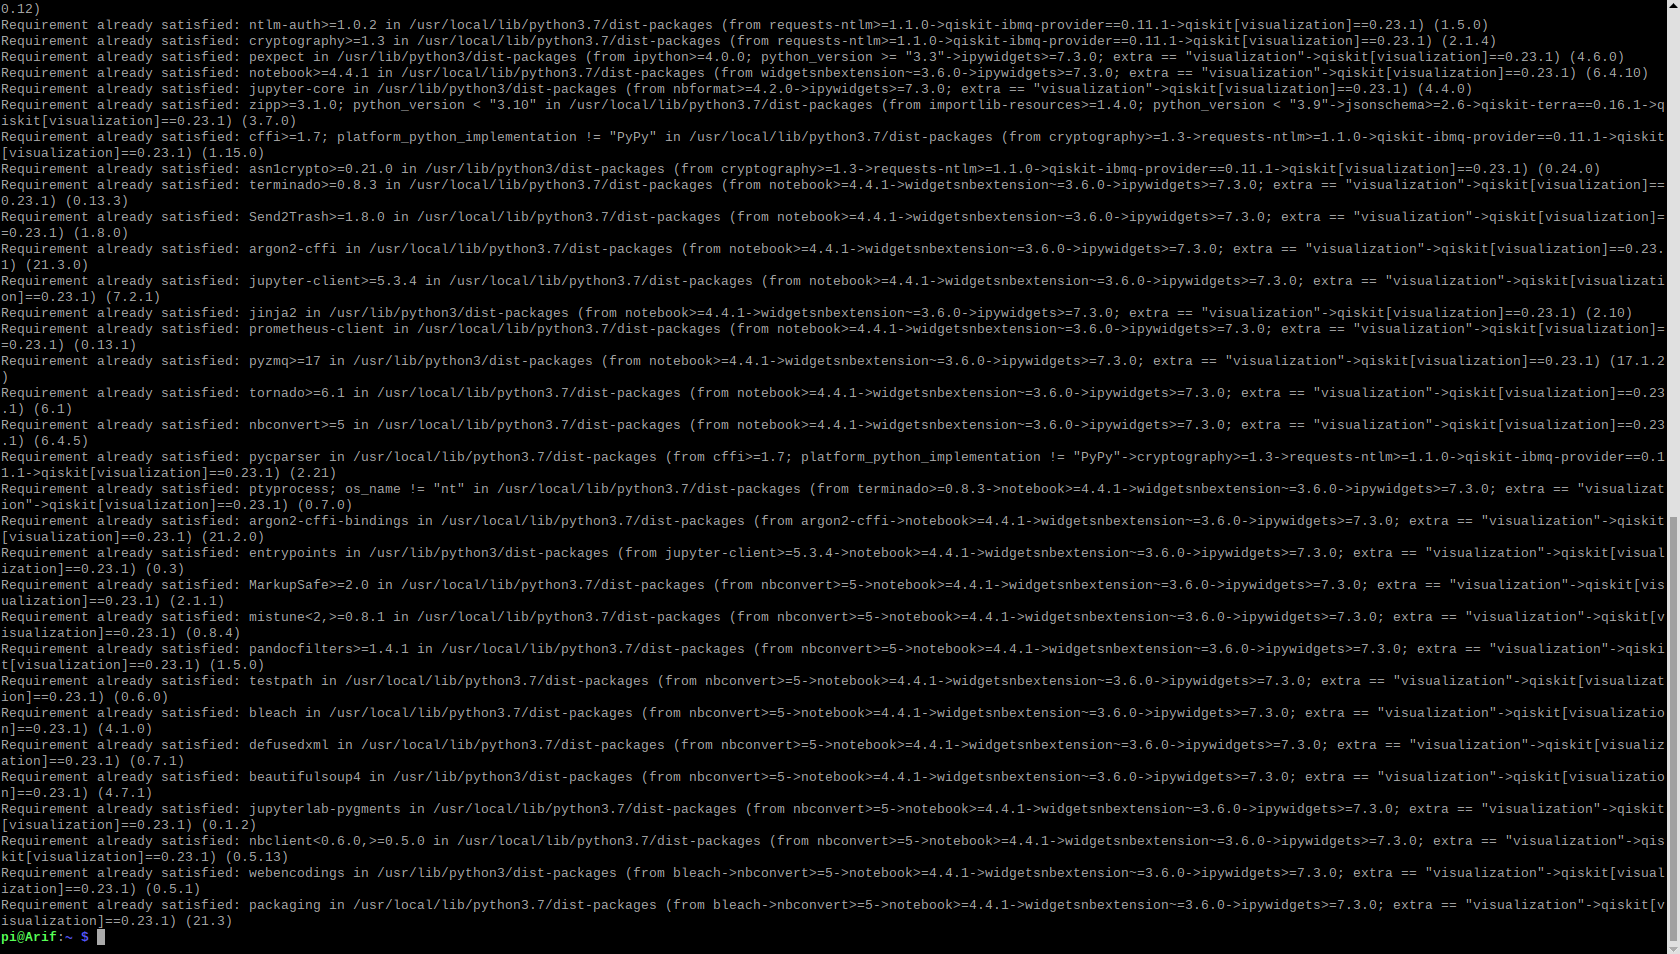 0.12)
Requirement already satisfied: ntlm-auth>=1.0.2 in /usr/local/lib/python3.7/dist-packages (from requests-ntlm>=1.1.0->qiskit-ibmq-provider==0.11.1->qiskit[visualization]==0.23.1) (1.5.0)
Requirement already satisfied: cryptography>=1.3 in /usr/local/lib/python3.7/dist-packages (from requests-ntlm>=1.1.0->qiskit-ibmq-provider==0.11.1->qiskit[visualization]==0.23.1) (2.1.4)
Requirement already satisfied: pexpect in /usr/lib/python3/dist-packages (from ipython>=4.0.0; python_version >= "3.3"->ipywidgets>=7.3.0; extra == "visualization"->qiskit[visualization]==0.23.1) (4.6.0)
Requirement already satisfied: notebook>=4.4.1 in /usr/local/lib/python3.7/dist-packages (from widgetsnbextension~=3.6.0->ipywidgets>=7.3.0; extra == "visualization"->qiskit[visualization]==0.23.1) (6.4.10)
Requirement already satisfied: jupyter-core in /usr/lib/python3/dist-packages (from nbformat>=4.2.0->ipywidgets>=7.3.0; extra == "visualization"->qiskit[visualization]==0.23.1) (4.4.0)
Requirement already satisfied: zipp>=3.1.0; python_version < "3.10" in /usr/local/lib/python3.7/dist-packages (from importlib-resources>=1.4.0; python_version < "3.9"->jsonschema>=2.6->qiskit-terra==0.16.1->q
iskit[visualization]==0.23.1) (3.7.0)
Requirement already satisfied: cffi>=1.7; platform_python_implementation != "PyPy" in /usr/local/lib/python3.7/dist-packages (from cryptography>=1.3->requests-ntlm>=1.1.0->qiskit-ibmq-provider==0.11.1->qiskit
[visualization]==0.23.1) (1.15.0)
Requirement already satisfied: asn1crypto>=0.21.0 in /usr/lib/python3/dist-packages (from cryptography>=1.3->requests-ntlm>=1.1.0->qiskit-ibmq-provider==0.11.1->qiskit[visualization]==0.23.1) (0.24.0)
Requirement already satisfied: terminado>=0.8.3 in /usr/local/lib/python3.7/dist-packages (from notebook>=4.4.1->widgetsnbextension~=3.6.0->ipywidgets>=7.3.0; extra == "visualization"->qiskit[visualization]==
0.23.1) (0.13.3)
Requirement already satisfied: Send2Trash>=1.8.0 in /usr/local/lib/python3.7/dist-packages (from notebook>=4.4.1->widgetsnbextension~=3.6.0->ipywidgets>=7.3.0; extra == "visualization"->qiskit[visualization]=
=0.23.1) (1.8.0)
Requirement already satisfied: argon2-cffi in /usr/local/lib/python3.7/dist-packages (from notebook>=4.4.1->widgetsnbextension~=3.6.0->ipywidgets>=7.3.0; extra == "visualization"->qiskit[visualization]==0.23.
1) (21.3.0)
Requirement already satisfied: jupyter-client>=5.3.4 in /usr/local/lib/python3.7/dist-packages (from notebook>=4.4.1->widgetsnbextension~=3.6.0->ipywidgets>=7.3.0; extra == "visualization"->qiskit[visualizati
on]==0.23.1) (7.2.1)
Requirement already satisfied: jinja2 in /usr/lib/python3/dist-packages (from notebook>=4.4.1->widgetsnbextension~=3.6.0->ipywidgets>=7.3.0; extra == "visualization"->qiskit[visualization]==0.23.1) (2.10)
Requirement already satisfied: prometheus-client in /usr/local/lib/python3.7/dist-packages (from notebook>=4.4.1->widgetsnbextension~=3.6.0->ipywidgets>=7.3.0; extra == "visualization"->qiskit[visualization]=
=0.23.1) (0.13.1)
Requirement already satisfied: pyzmq>=17 in /usr/lib/python3/dist-packages (from notebook>=4.4.1->widgetsnbextension~=3.6.0->ipywidgets>=7.3.0; extra == "visualization"->qiskit[visualization]==0.23.1) (17.1.2
)
Requirement already satisfied: tornado>=6.1 in /usr/local/lib/python3.7/dist-packages (from notebook>=4.4.1->widgetsnbextension~=3.6.0->ipywidgets>=7.3.0; extra == "visualization"->qiskit[visualization]==0.23
.1) (6.1)
Requirement already satisfied: nbconvert>=5 in /usr/local/lib/python3.7/dist-packages (from notebook>=4.4.1->widgetsnbextension~=3.6.0->ipywidgets>=7.3.0; extra == "visualization"->qiskit[visualization]==0.23
.1) (6.4.5)
Requirement already satisfied: pycparser in /usr/local/lib/python3.7/dist-packages (from cffi>=1.7; platform_python_implementation != "PyPy"->cryptography>=1.3->requests-ntlm>=1.1.0->qiskit-ibmq-provider==0.1
1.1->qiskit[visualization]==0.23.1) (2.21)
Requirement already satisfied: ptyprocess; os_name != "nt" in /usr/local/lib/python3.7/dist-packages (from terminado>=0.8.3->notebook>=4.4.1->widgetsnbextension~=3.6.0->ipywidgets>=7.3.0; extra == "visualizat
ion"->qiskit[visualization]==0.23.1) (0.7.0)
Requirement already satisfied: argon2-cffi-bindings in /usr/local/lib/python3.7/dist-packages (from argon2-cffi->notebook>=4.4.1->widgetsnbextension~=3.6.0->ipywidgets>=7.3.0; extra == "visualization"->qiskit
[visualization]==0.23.1) (21.2.0)
Requirement already satisfied: entrypoints in /usr/lib/python3/dist-packages (from jupyter-client>=5.3.4->notebook>=4.4.1->widgetsnbextension~=3.6.0->ipywidgets>=7.3.0; extra == "visualization"->qiskit[visual
ization]==0.23.1) (0.3)
Requirement already satisfied: MarkupSafe>=2.0 in /usr/local/lib/python3.7/dist-packages (from nbconvert>=5->notebook>=4.4.1->widgetsnbextension~=3.6.0->ipywidgets>=7.3.0; extra == "visualization"->qiskit[vis
ualization]==0.23.1) (2.1.1)
Requirement already satisfied: mistune<2,>=0.8.1 in /usr/local/lib/python3.7/dist-packages (from nbconvert>=5->notebook>=4.4.1->widgetsnbextension~=3.6.0->ipywidgets>=7.3.0; extra == "visualization"->qiskit[v
isualization]==0.23.1) (0.8.4)
Requirement already satisfied: pandocfilters>=1.4.1 in /usr/local/lib/python3.7/dist-packages (from nbconvert>=5->notebook>=4.4.1->widgetsnbextension~=3.6.0->ipywidgets>=7.3.0; extra == "visualization"->qiski
t[visualization]==0.23.1) (1.5.0)
Requirement already satisfied: testpath in /usr/local/lib/python3.7/dist-packages (from nbconvert>=5->notebook>=4.4.1->widgetsnbextension~=3.6.0->ipywidgets>=7.3.0; extra == "visualization"->qiskit[visualizat
ion]==0.23.1) (0.6.0)
Requirement already satisfied: bleach in /usr/local/lib/python3.7/dist-packages (from nbconvert>=5->notebook>=4.4.1->widgetsnbextension~=3.6.0->ipywidgets>=7.3.0; extra == "visualization"->qiskit[visualizatio
n]==0.23.1) (4.1.0)
Requirement already satisfied: defusedxml in /usr/local/lib/python3.7/dist-packages (from nbconvert>=5->notebook>=4.4.1->widgetsnbextension~=3.6.0->ipywidgets>=7.3.0; extra == "visualization"->qiskit[visualiz
ation]==0.23.1) (0.7.1)
Requirement already satisfied: beautifulsoup4 in /usr/lib/python3/dist-packages (from nbconvert>=5->notebook>=4.4.1->widgetsnbextension~=3.6.0->ipywidgets>=7.3.0; extra == "visualization"->qiskit[visualizatio
n]==0.23.1) (4.7.1)
Requirement already satisfied: jupyterlab-pygments in /usr/local/lib/python3.7/dist-packages (from nbconvert>=5->notebook>=4.4.1->widgetsnbextension~=3.6.0->ipywidgets>=7.3.0; extra == "visualization"->qiskit
[visualization]==0.23.1) (0.1.2)
Requirement already satisfied: nbclient<0.6.0,>=0.5.0 in /usr/local/lib/python3.7/dist-packages (from nbconvert>=5->notebook>=4.4.1->widgetsnbextension~=3.6.0->ipywidgets>=7.3.0; extra == "visualization"->qis
kit[visualization]==0.23.1) (0.5.13)
Requirement already satisfied: webencodings in /usr/lib/python3/dist-packages (from bleach->nbconvert>=5->notebook>=4.4.1->widgetsnbextension~=3.6.0->ipywidgets>=7.3.0; extra == "visualization"->qiskit[visual
ization]==0.23.1) (0.5.1)
Requirement already satisfied: packaging in /usr/local/lib/python3.7/dist-packages (from bleach->nbconvert>=5->notebook>=4.4.1->widgetsnbextension~=3.6.0->ipywidgets>=7.3.0; extra == "visualization"->qiskit[v
isualization]==0.23.1) (21.3)
pi@Arif:~ $